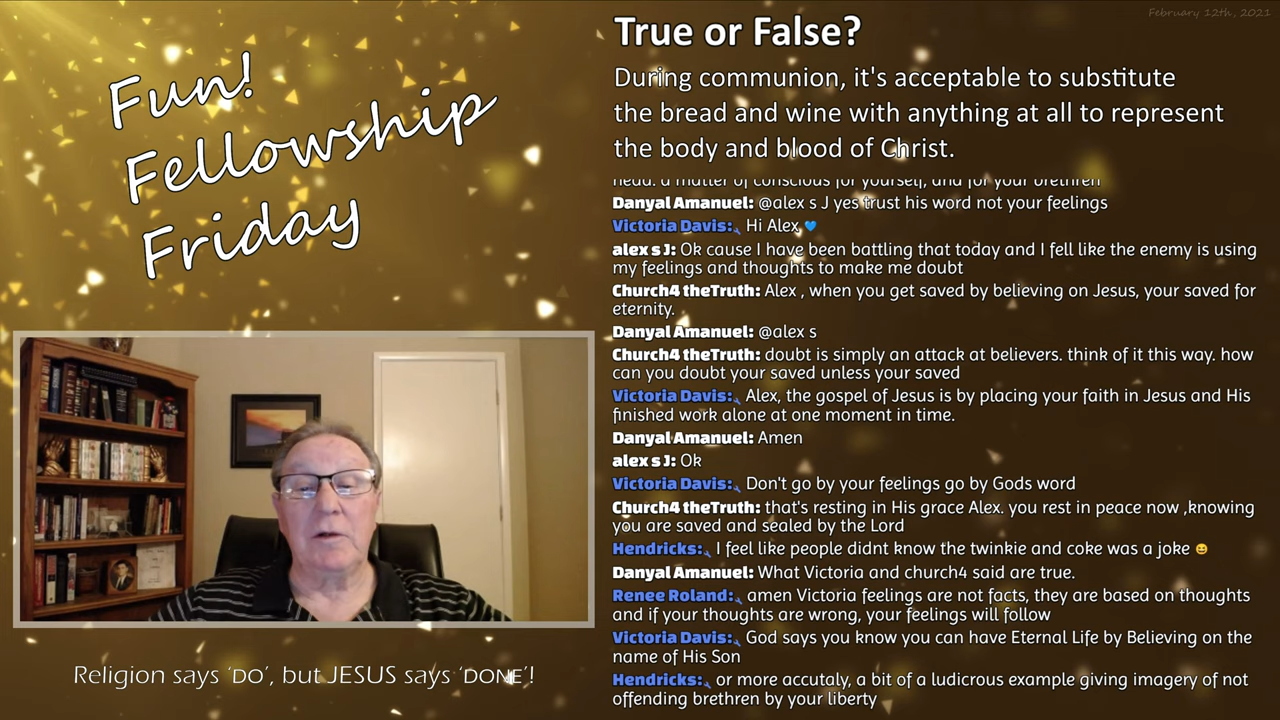 Fun!
Fellowship
Friday
Religion says ‘DO’, but JESUS says ‘DONE’!
February 12th, 2021
True or False?
During communion, it's acceptable to substitute
the bread and wine with anything at all to represent
the body and blood of Christ.
head. a matter of conscious for yourself, and for your brethren
Danyal Amanuel: @alex s J yes trust his word not your feelings
Victoria Davis: Hi Alex 💙
alex s J: Ok cause I have been battling that today and I fell like the enemy is using
my feelings and thoughts to make me doubt
Church4 theTruth: Alex , when you get saved by believing on Jesus, your saved for
eternity.
Danyal Amanuel: @alex s
Church4 theTruth: doubt is simply an attack at believers. think of it this way. how
can you doubt your saved unless your saved
Victoria Davis: Alex, the gospel of Jesus is by placing your faith in Jesus and His
finished work alone at one moment in time.
Danyal Amanuel: Amen
alex s J: Ok
Victoria Davis: Don't go by your feelings go by Gods word
Church4 theTruth: that's resting in His grace Alex. you rest in peace now ,knowing
you are saved and sealed by the Lord
Hendricks: I feel like people didnt know the twinkie and coke was a joke 😆
Danyal Amanuel: What Victoria and church4 said are true.
Renee Roland: amen Victoria feelings are not facts, they are based on thoughts
and if your thoughts are wrong, your feelings will follow
Victoria Davis: God says you know you can have Eternal Life by Believing on the
name of His Son
Hendricks: or more accutaly, a bit of a ludicrous example giving imagery of not
offending brethren by your liberty